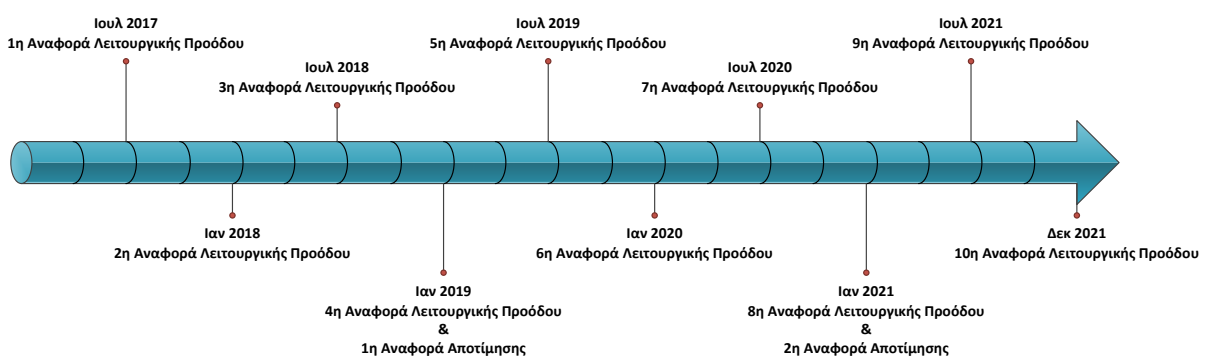 Ιουλ 2017
1η Αναφορά Λειτουργικής Προόδου
Ιουλ 2018
3η Αναφορά Λειτουργικής Προόδου
Ιουλ 2019
5η Αναφορά Λειτουργικής Προόδου
Ιουλ 2020
7η Αναφορά Λειτουργικής Προόδου
Ιουλ 2021
9η Αναφορά Λειτουργικής Προόδου
Ιαν 2018
2η Αναφορά Λειτουργικής Προόδου
Ιαν 2019
4η Αναφορά Λειτουργικής Προόδου
&
1η Αναφορά Αποτίμησης
Ιαν 2020
6η Αναφορά Λειτουργικής Προόδου
Ιαν 2021
8η Αναφορά Λειτουργικής Προόδου
&
2η Αναφορά Αποτίμησης
Δεκ 2021
10η Αναφορά Λειτουργικής Προόδου